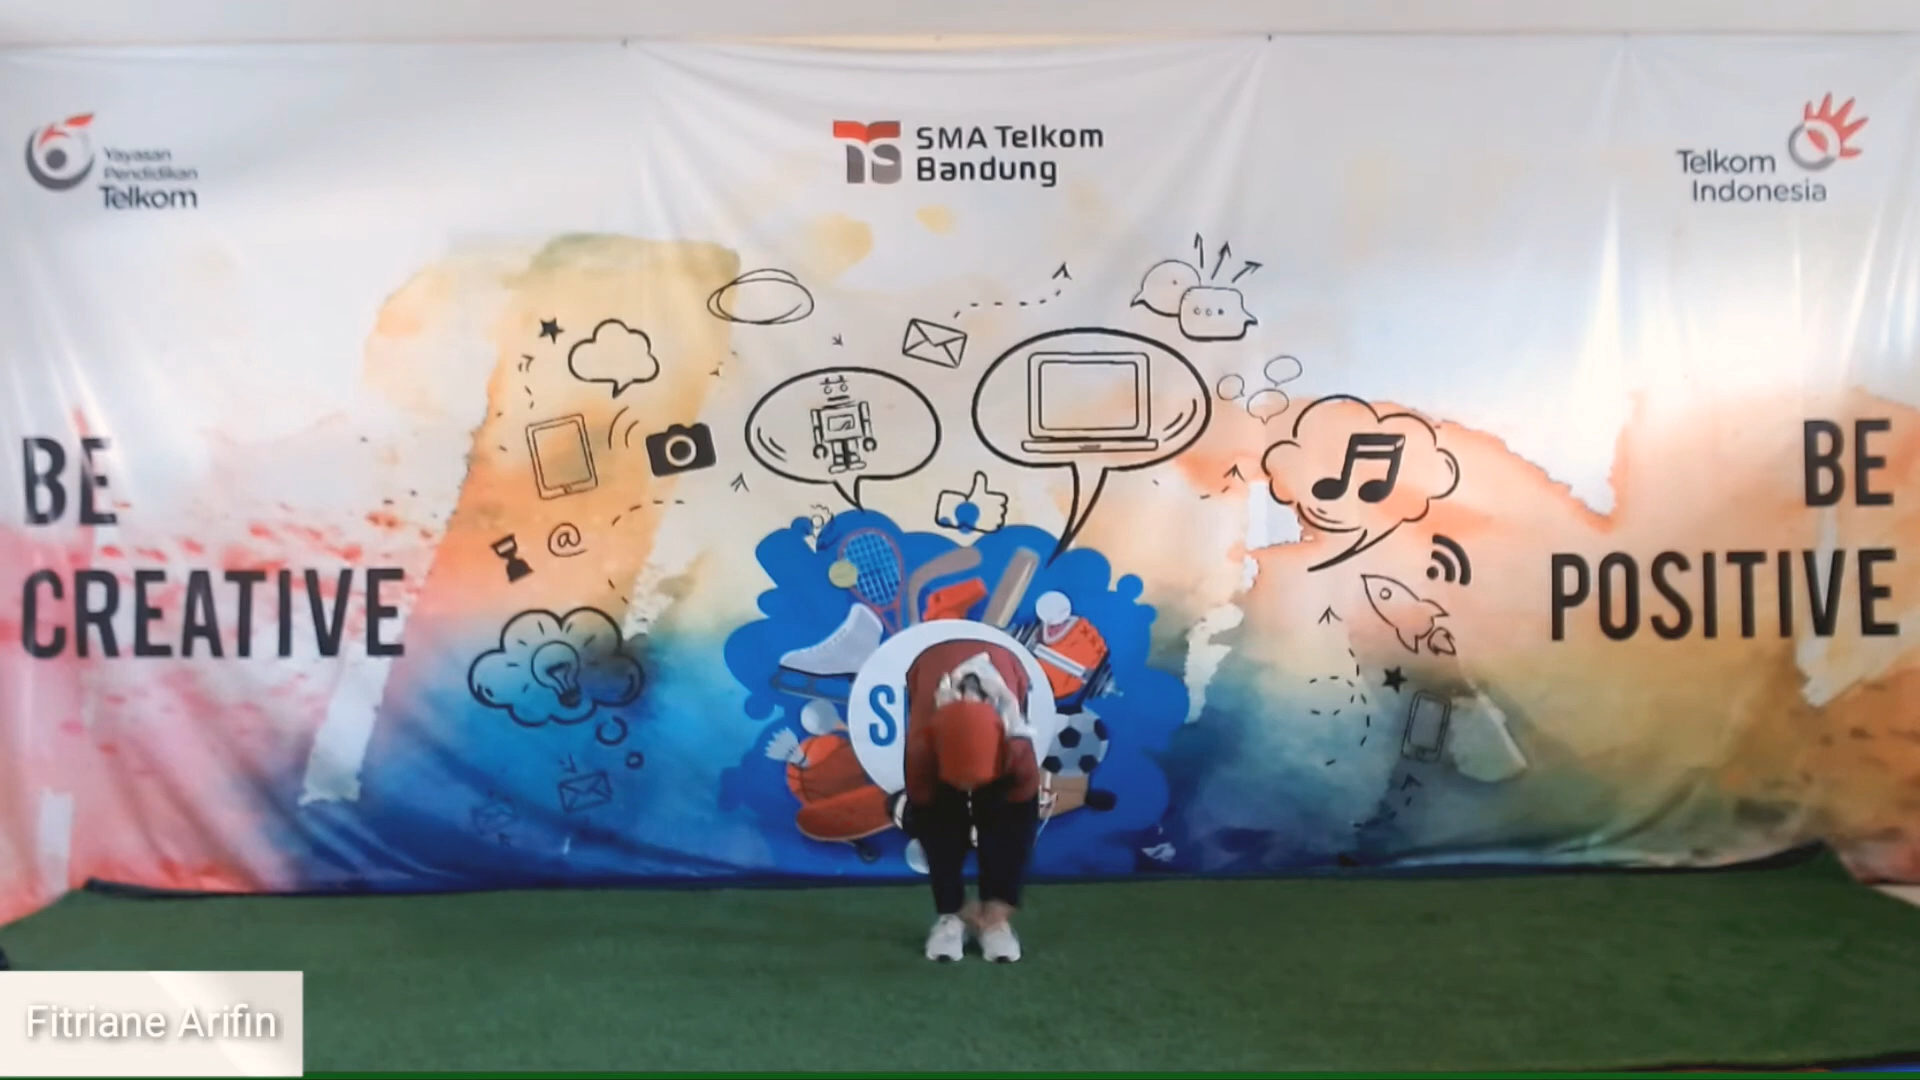 Yayasan
Pendidikan
Telkom
SMA Telkom
Bandung
Telkom
Indonesia
BE
CREATIVE
BE
POSITIVE
@
Fitriane Arifin